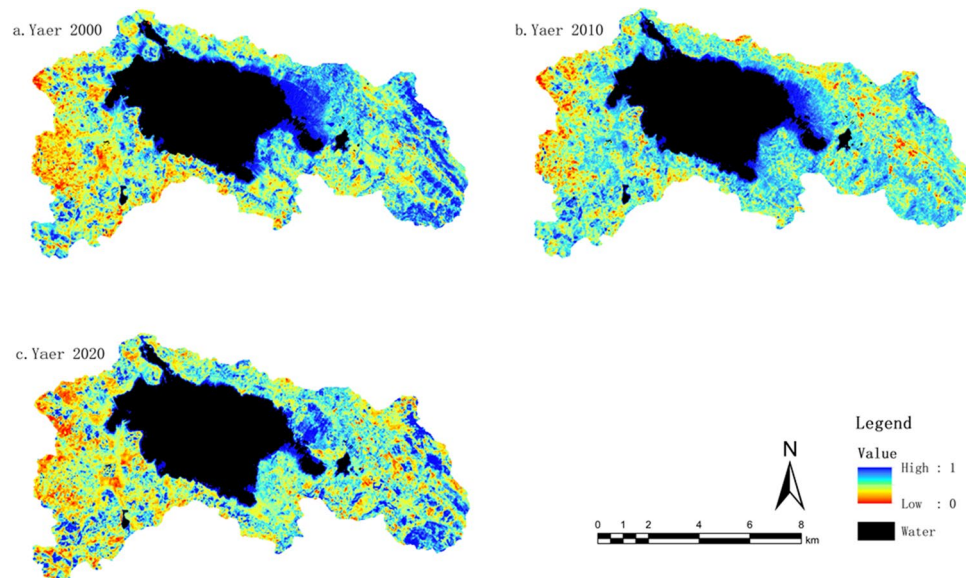 a. Yaer 2000
b. Yaer 2010
c. Yaer 2020
Legend
Value
High : 1
Low : 0
Water
N
0 1 2 4 6 8
km